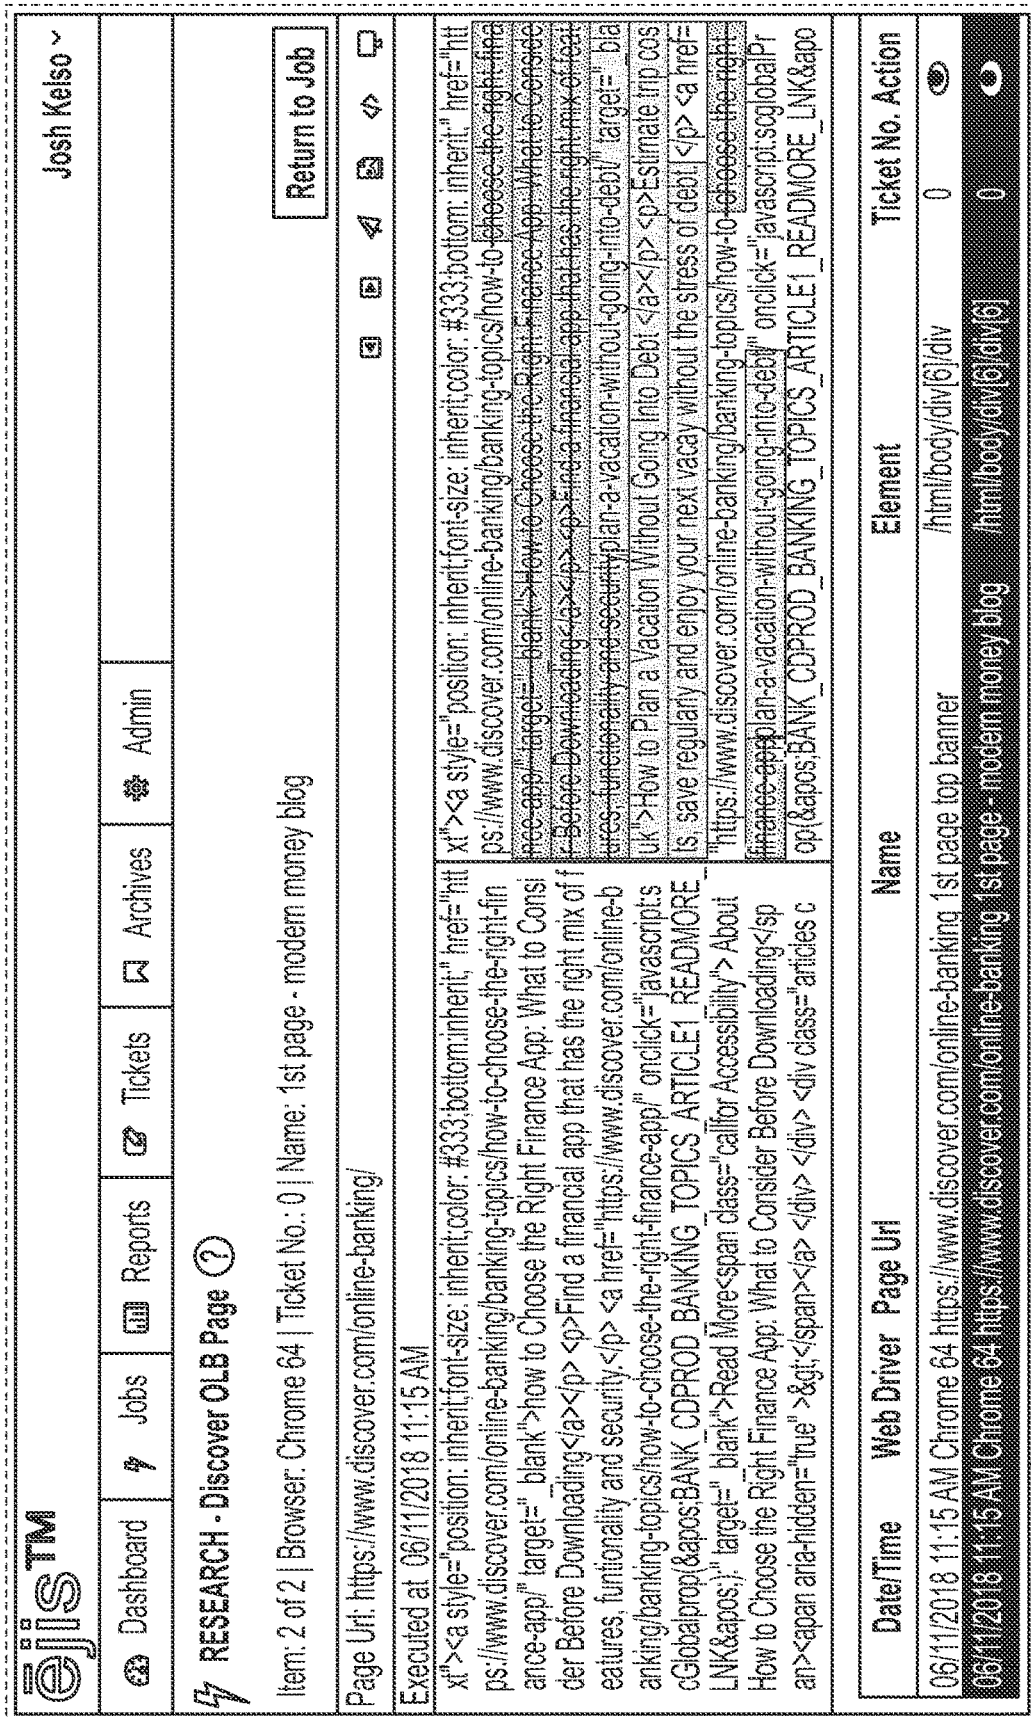 ējis™
Josh Kelso
Dashboard
Jobs
Reports
Tickets
Archives
Admin
RESEARCH - Discover OLB Page ?
Return to Job
Item: 2 of 2 | Browser: Chrome 64 | Ticket No.: 0 | Name: 1st page - modern money blog
Page Url: https://www.discover.com/online-banking/
Executed at 06/11/2018 11:15 AM
xt"><a style="position: inherit;font-size: inherit;color: #333;bottom:inherit;" href="htt
ps://www.discover.com/online-banking/banking-topics/how-to-choose-the-right-fin
ance-app/" target="_blank">how to Choose the Right Finance App: What to Consi
der Before Downloading</a></p> <p>Find a financial app that has the right mix of f
eatures, funtionality and security.</p> <a href="https://www.discover.com/online-b
anking/banking-topics/how-to-choose-the-right-finance-app/" onclick="javascript:s
cGlobalprop(&apos;BANK_CDPROD_BANKING_TOPICS_ARTICLE1_READMORE_
LNK&apos;)" target="_blank">Read More<span class="callfor Accessibility"> About
How to Choose the Right Finance App: What to Consider Before Downloading</sp
an><apan aria-hidden="true" >&gt;</span></a> </div> </div> <div class="articles c
xt"><a style="position: inherit;font-size: inherit;color: #333;bottom: inherit;" href="htt
ps://www.discover.com/online-banking/banking-topics/how-to-choose-the-right-fina
nce-app/" target="_blank">How to Choose the Right Finance App: What to Conside
r Before Downloading</a></p> <p>Find a financial app that has the right mix of feat
ures, functionality and security.plan-a-vacation-without-going-into-debt/" target="_bla
uk">How to Plan a Vacation Without Going Into Debt </a></p> <p>Estimate trip cos
ts save regularly and enjoy your next vacay without the stress of debt </p> <a href=
"https://www.discover.com/online-banking/banking-topics/how-to-choose-the-right-
finance-app/plan-a-vacation-without-going-into-debt/" onclick="javascript:scglobalPr
op(&apos;BANK_CDPROD_BANKING_TOPICS_ARTICLE1_READMORE_LNK&apo
Date/Time Web Driver Page Url Name Element Ticket No. Action
06/11/2018 11:15 AM Chrome 64 https://www.discover.com/online-banking 1st page top banner /html/body/div[6]/div 0
06/11/2018 11:15 AM Chrome 64 https://www.discover.com/online-banking 1st page - modern money blog /html/body/div[6]/div/div[6] 0